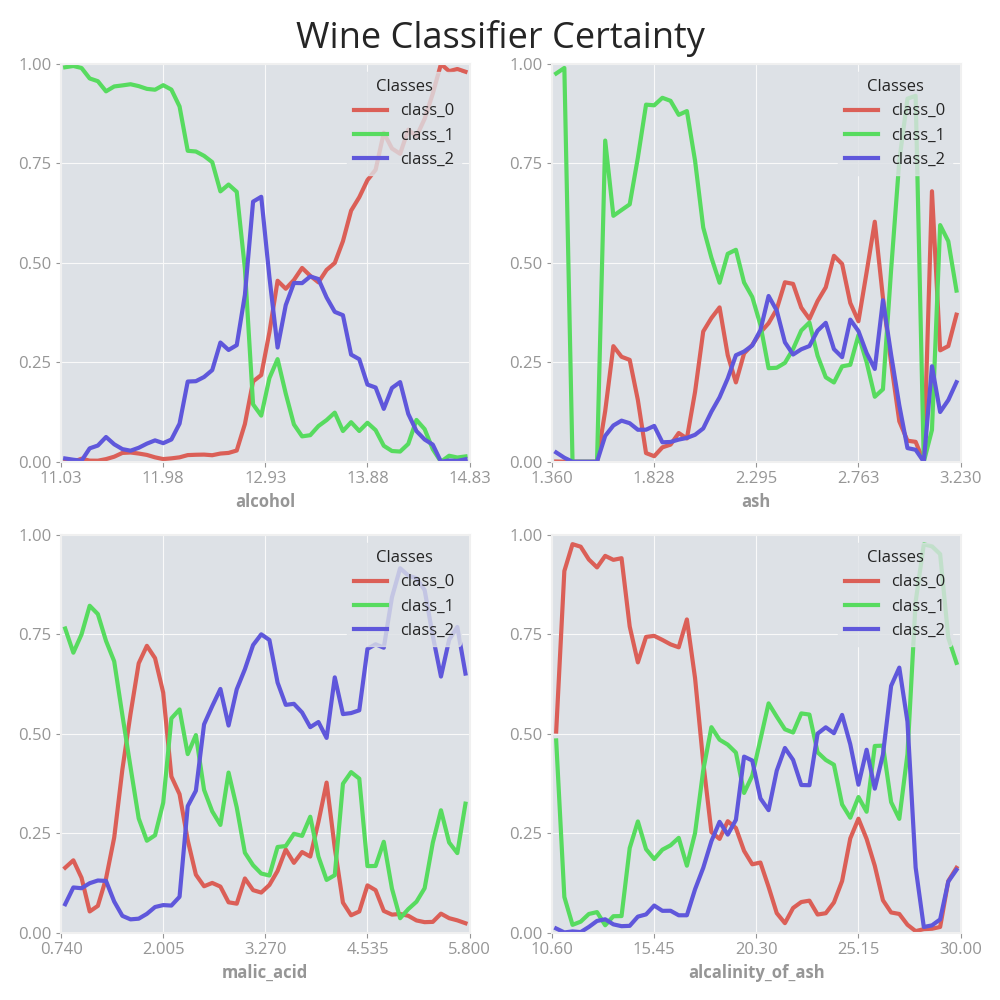 Wine Classifier Certainty
1.00
0.75
0.50
0.25
0.00
Classes
class_0
class_1
class_2
11.03 11.98 12.93 13.88 14.83
alcohol
1.00
0.75
0.50
0.25
0.00
Classes
class_0
class_1
class_2
1.360 1.828 2.295 2.763 3.230
ash
1.00
0.75
0.50
0.25
0.00
Classes
class_0
class_1
class_2
0.740 2.005 3.270 4.535 5.800
malic_acid
1.00
0.75
0.50
0.25
0.00
Classes
class_0
class_1
class_2
10.60 15.45 20.30 25.15 30.00
alcalinity_of_ash